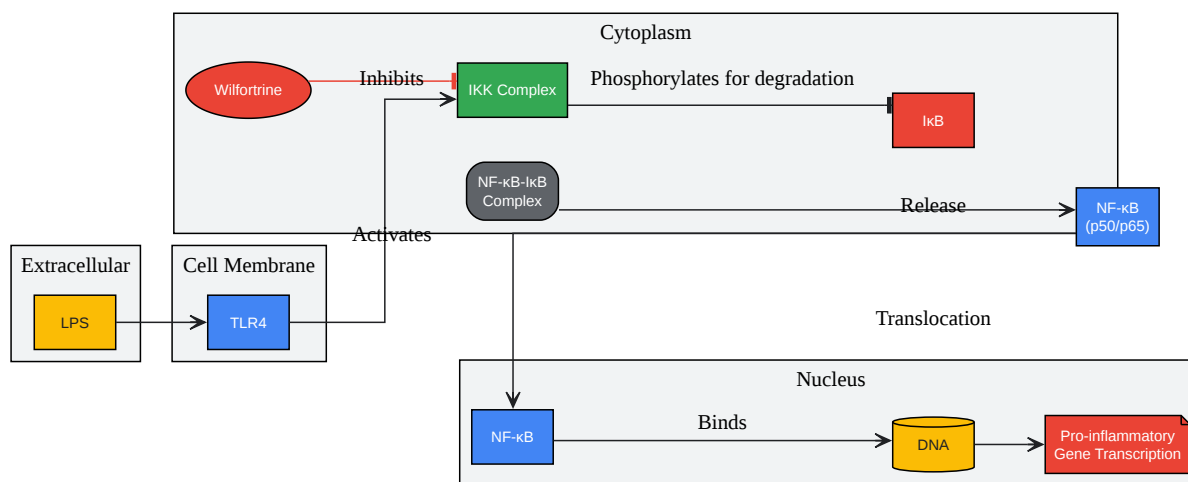 Cytoplasm
Wilfortrine
Inhibits
IKK Complex
Phosphorylates for degradation
IκB
NF-κB-IκB
Complex
Release
NF-κB
(p50/p65)
Activates
Extracellular
LPS
Cell Membrane
TLR4
Translocation
Nucleus
NF-κB
Binds
DNA
Pro-inflammatory
Gene Transcription